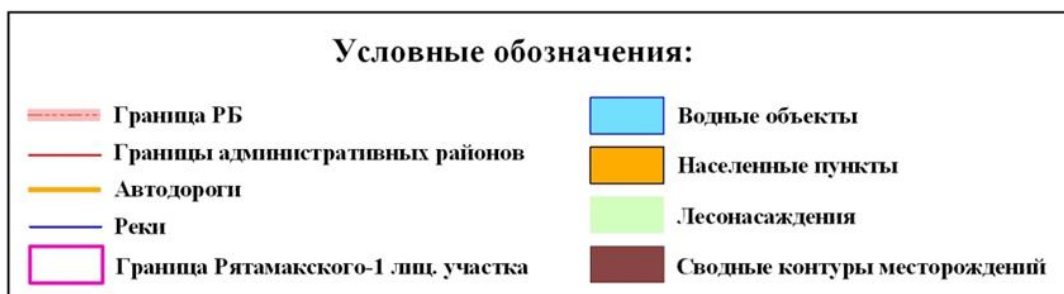 Условные обозначения:
Граница РБ
Границы административных районов
Автодороги
Реки
Граница Рятамакского-1 лиц. участка
Водные объекты
Населенные пункты
Лесонасаждения
Сводные контуры месторождений